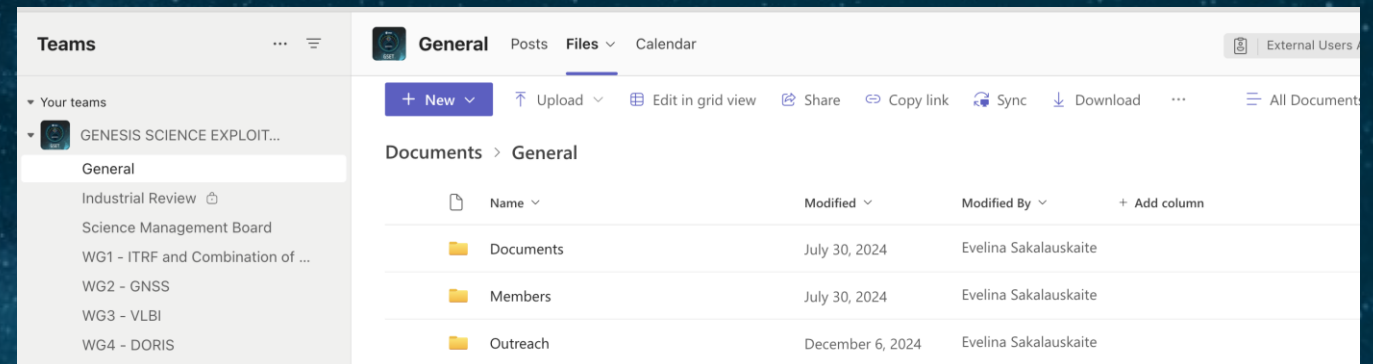 Teams
General Posts Files Calendar
External Users
Your teams
GENESIS SCIENCE EXPLOIT...
General
Industrial Review
Science Management Board
WG1 - ITRF and Combination of ...
WG2 - GNSS
WG3 - VLBI
WG4 - DORIS
+ New Upload Edit in grid view Share Copy link Sync Download ... All Documents
Documents > General
Name Modified Modified By + Add column
Documents July 30, 2024 Evelina Sakalauskaite
Members July 30, 2024 Evelina Sakalauskaite
Outreach December 6, 2024 Evelina Sakalauskaite